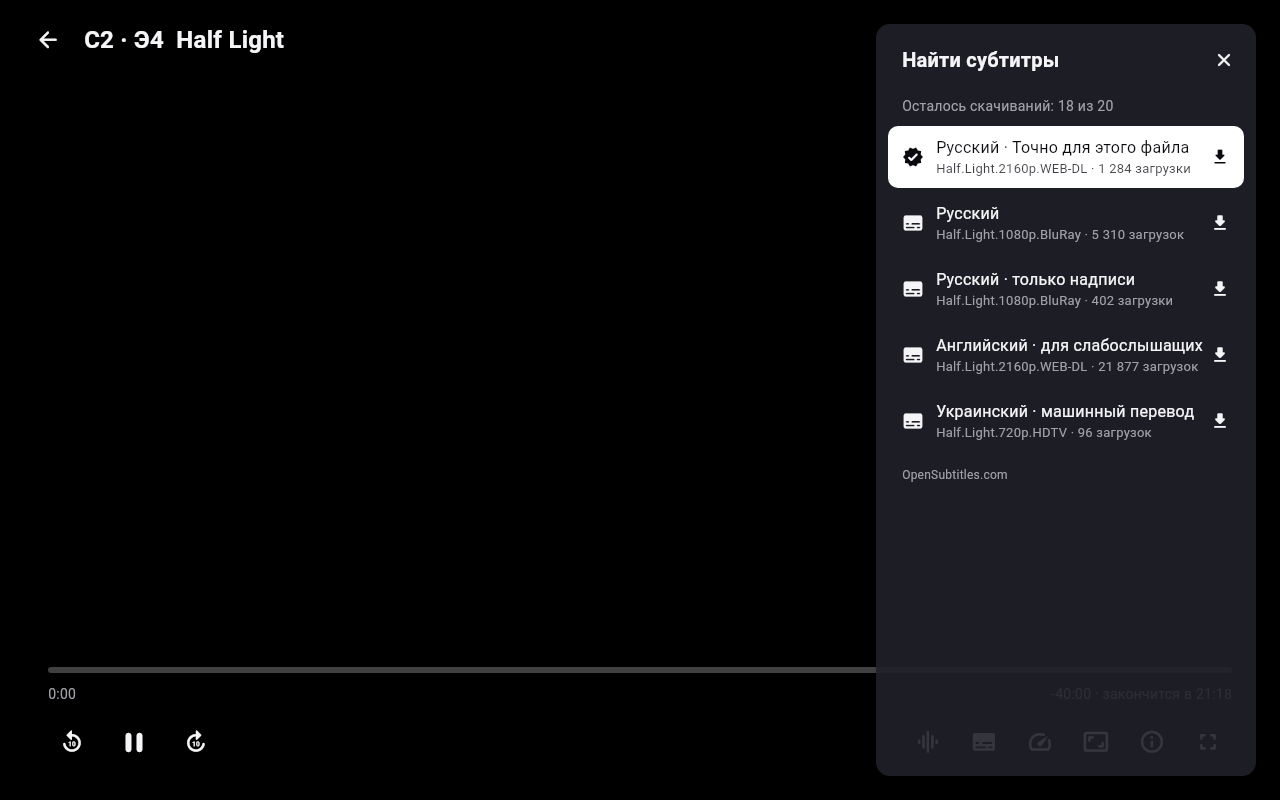 С2 · Э4 Half Light
Найти субтитры
Осталось скачиваний: 18 из 20
Русский · Точно для этого файла
Half.Light.2160p.WEB-DL · 1 284 загрузки
Русский
Half.Light.1080p.BluRay · 5 310 загрузок
Русский · только надписи
Half.Light.1080p.BluRay · 402 загрузки
Английский · для слабослышащих
Half.Light.2160p.WEB-DL · 21 877 загрузок
Украинский · машинный перевод
Half.Light.720p.HDTV · 96 загрузок
OpenSubtitles.com
0:00
-40:00 · закончится в 21:18
10
10